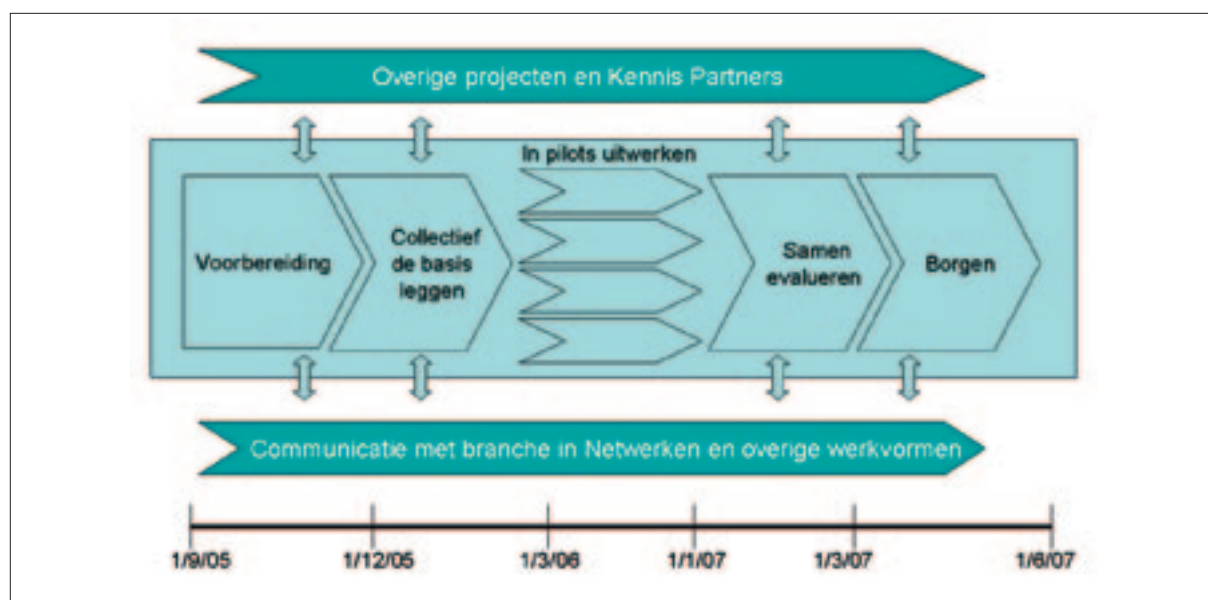 Overige projecten en Kennis Partners
In pilots uitwerken
Voorbereiding
Collectief
de basis
leggen
Samen
evalueren
Borgen
Communicatie met branche in Netwerken en overige werkvormen
1/9/05
1/12/05
1/3/06
1/1/07
1/3/07
1/6/07